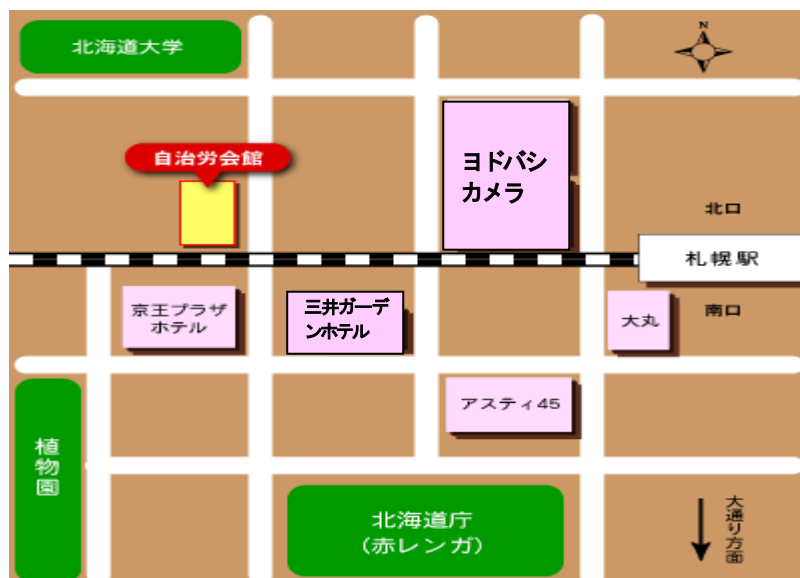 北海道大学
N
自治労会館
ヨドバシ
カメラ
北口
札幌駅
京王プラザ
ホテル
三井ガーデ
ンホテル
大丸
南口
アスティ45
植物園
北海道庁
(赤レンガ)
大通り方面